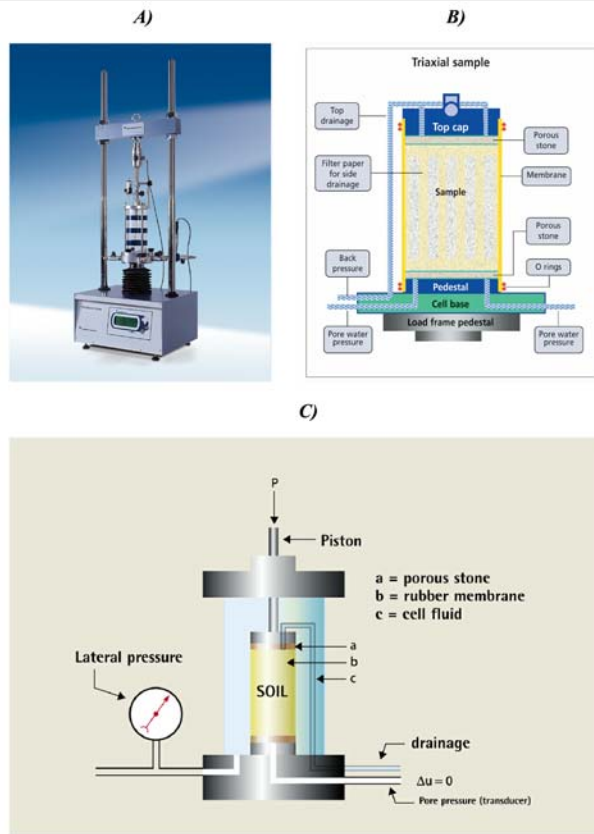 A)
B)
Triaxial sample
Top drainage
Top cap
Porous stone
Filter paper for side drainage
Sample
Membrane
Porous stone
Back pressure
O rings
Pedestal
Cell base
Pore water pressure
Load frame pedestal
Pore water pressure
C)
P
Piston
a = porous stone
b = rubber membrane
c = cell fluid
Lateral pressure
a
b
c
SOIL
drainage
Δu = 0
Pore pressure (transducer)